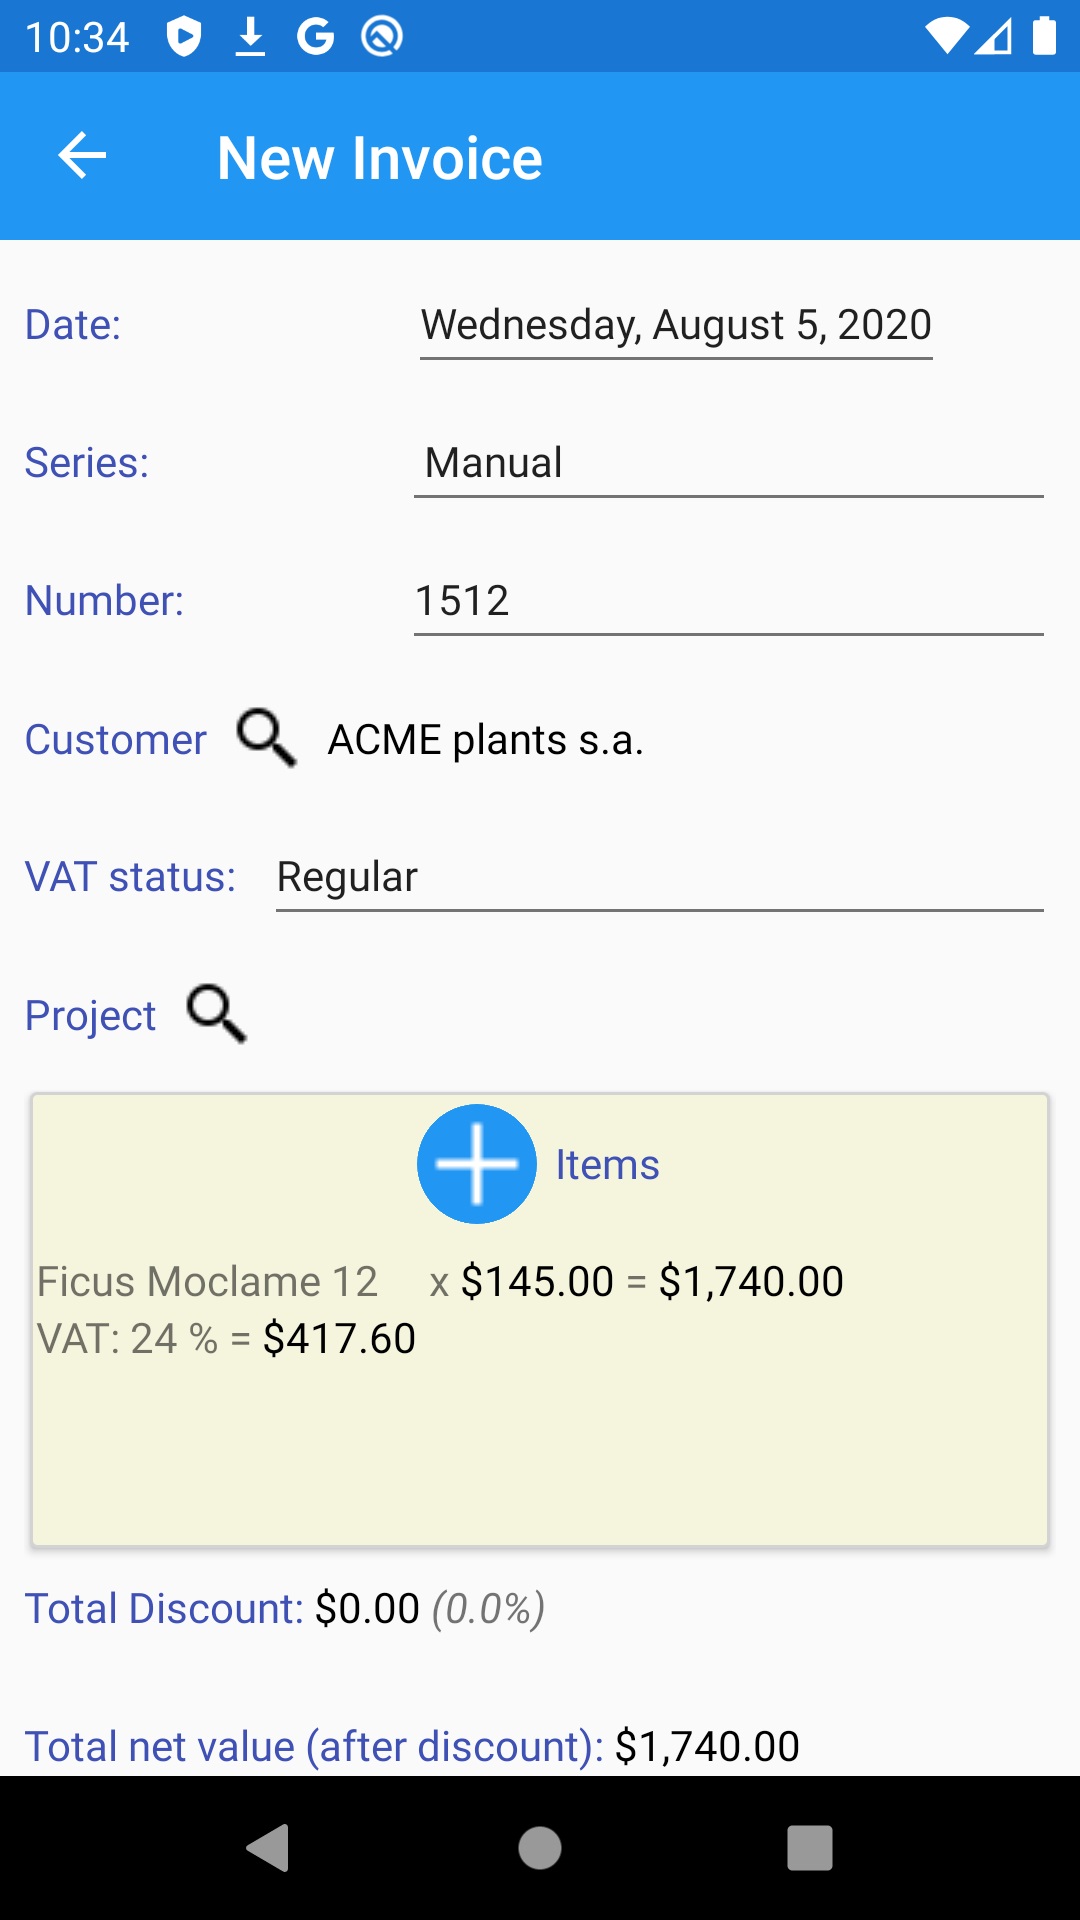 10:34
New Invoice
Date: Wednesday, August 5, 2020
Series: Manual
Number: 1512
Customer ACME plants s.a.
VAT status: Regular
Project
Items
Ficus Moclame 12 x $145.00 = $1,740.00
VAT: 24 % = $417.60
Total Discount: $0.00 (0.0%)
Total net value (after discount): $1,740.00